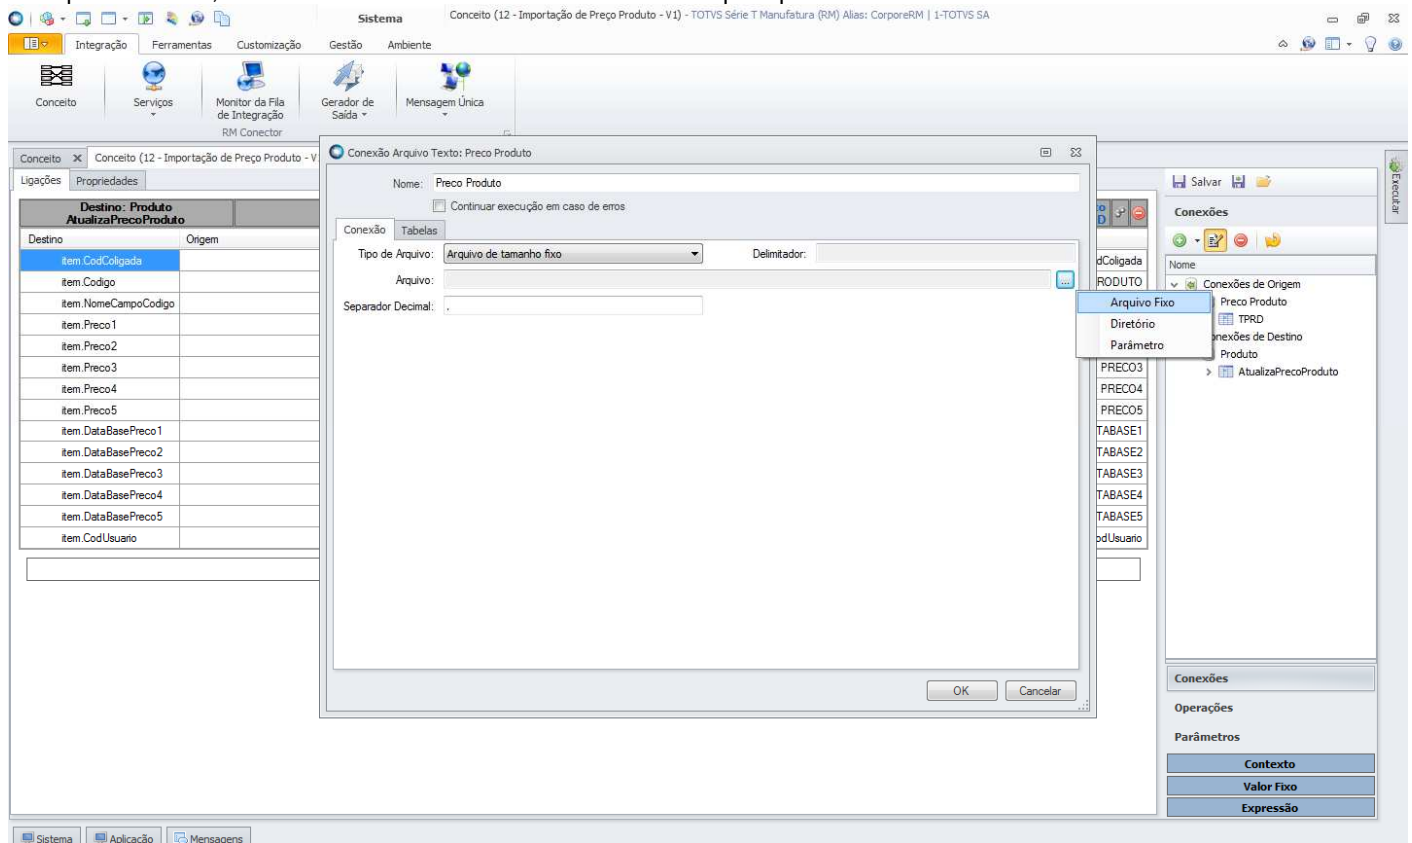 Sistema
Conceito (12 - Importação de Preço Produto - V1) - TOTVS Série T Manufatura (RM) Alias: CorporeRM | 1-TOTVS SA
Integração Ferramentas Customização Gestão Ambiente
Conceito
Serviços
Monitor da Fila
de Integração
Gerador de
Saída
Mensagem Única
RM Conector
Conceito Conceito (12 - Importação de Preço Produto - V
Ligações Propriedades
Destino: Produto
AtualizaPrecoProduto
Destino Origem
item.CodColigada
item.Codigo
item.NomeCampoCodigo
item.Preco1
item.Preco2
item.Preco3
item.Preco4
item.Preco5
item.DataBasePreco1
item.DataBasePreco2
item.DataBasePreco3
item.DataBasePreco4
item.DataBasePreco5
item.CodUsuario
Conexão Arquivo Texto: Preco Produto
Nome: Preco Produto
Continuar execução em caso de erros
Conexão Tabelas
Tipo de Arquivo: Arquivo de tamanho fixo Delimitador:
Arquivo: ...
Separador Decimal: .
OK Cancelar
Arquivo Fixo
Diretório
Parâmetro
dColigada
RODUTO
PRECO3
PRECO4
PRECO5
TABASE1
TABASE2
TABASE3
TABASE4
TABASE5
odUsuario
Salvar
Conexões
Nome
Conexões de Origem
Preco Produto
TPRD
onexões de Destino
Produto
AtualizaPrecoProduto
Conexões
Operações
Parâmetros
Contexto
Valor Fixo
Expressão
Executar
Sistema Aplicação Mensagens